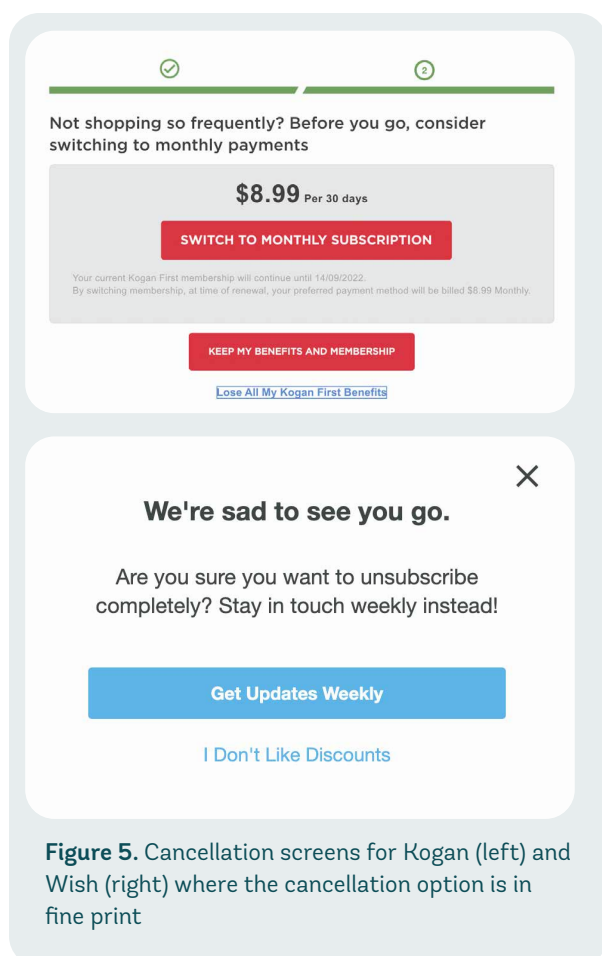 2
Not shopping so frequently? Before you go, consider
switching to monthly payments
$8.99 Per 30 days
SWITCH TO MONTHLY SUBSCRIPTION
Your current Kogan First membership will continue until 14/09/2022.
By switching membership, at time of renewal, your preferred payment method will be billed $8.99 Monthly.
KEEP MY BENEFITS AND MEMBERSHIP
Lose All My Kogan First Benefits
We're sad to see you go.
Are you sure you want to unsubscribe
completely? Stay in touch weekly instead!
Get Updates Weekly
I Don't Like Discounts
Figure 5. Cancellation screens for Kogan (left) and
Wish (right) where the cancellation option is in
fine print